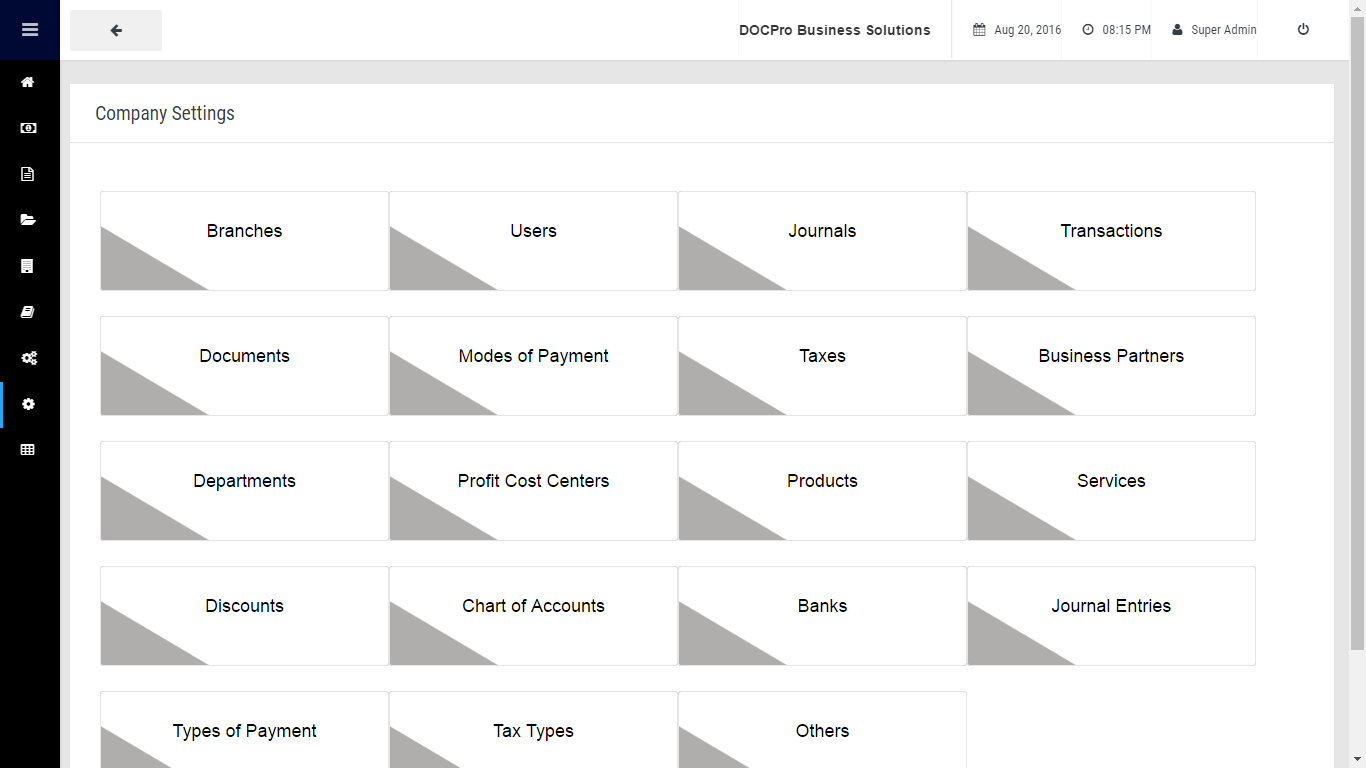 DOCPro Business Solutions
Aug 20, 2016
08:15 PM
Super Admin
Company Settings
Branches
Users
Journals
Transactions
Documents
Modes of Payment
Taxes
Business Partners
Departments
Profit Cost Centers
Products
Services
Discounts
Chart of Accounts
Banks
Journal Entries
Types of Payment
Tax Types
Others